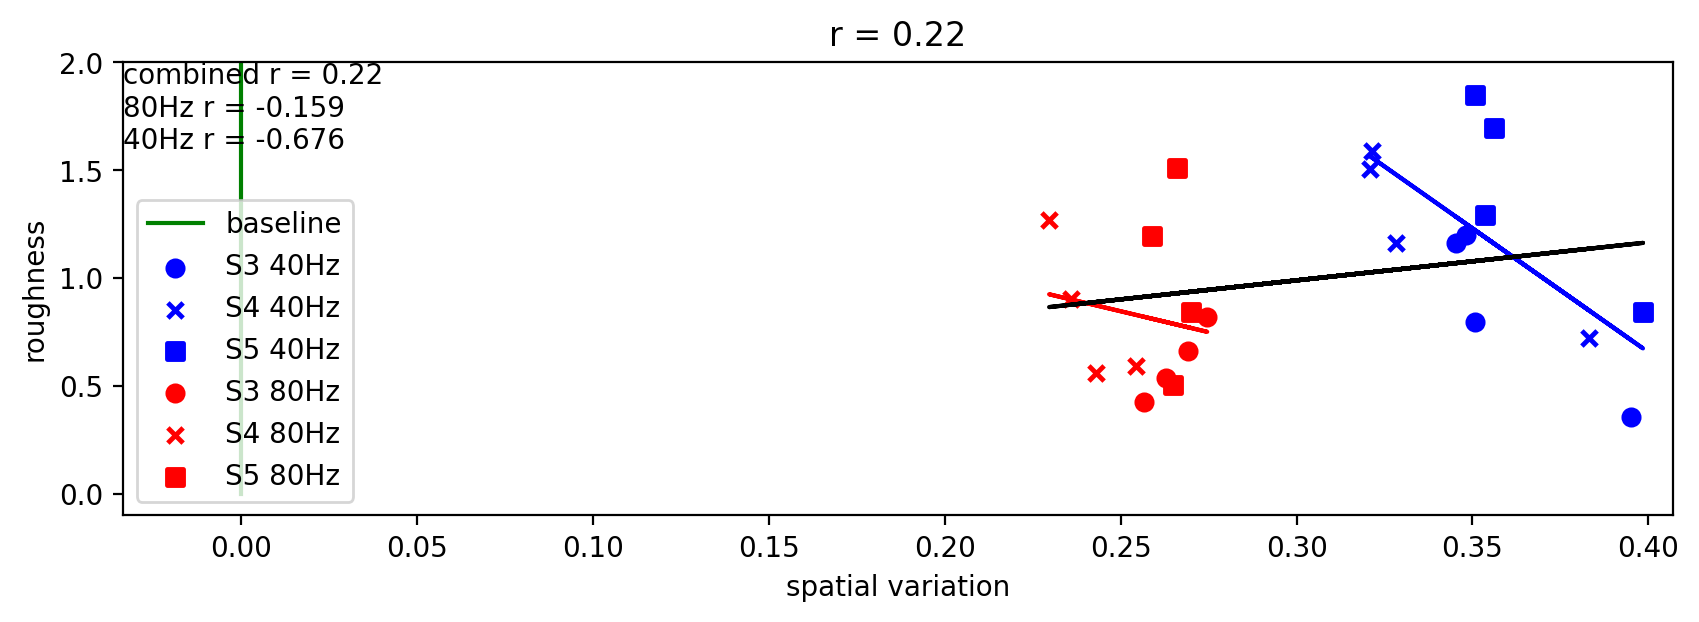 r = 0.22
combined r = 0.22
80Hz r = -0.159
40Hz r = -0.676
baseline
S3 40Hz
S4 40Hz
S5 40Hz
S3 80Hz
S4 80Hz
S5 80Hz
roughness
2.0
1.5
1.0
0.5
0.0
0.00 0.05 0.10 0.15 0.20 0.25 0.30 0.35 0.40
spatial variation